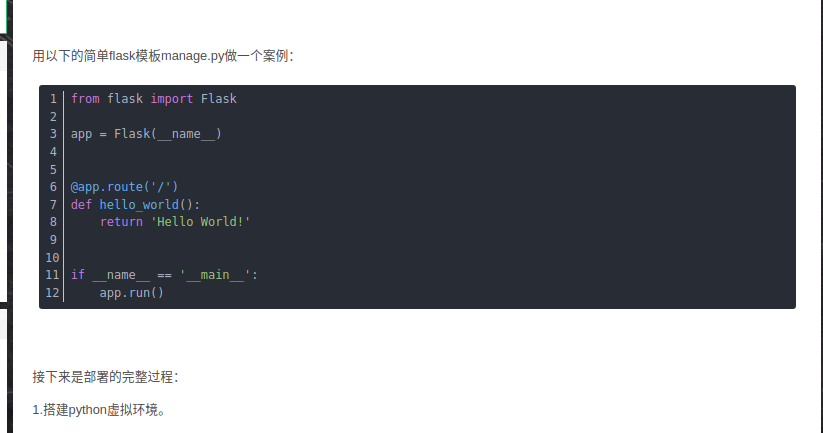 用以下的简单flask模板manage.py做一个案例：
1 from flask import Flask
2
3 app = Flask(__name__)
4
5
6 @app.route('/')
7 def hello_world():
8     return 'Hello World!'
9
10
11 if __name__ == '__main__':
12     app.run()
接下来是部署的完整过程：
1.搭建python虚拟环境。